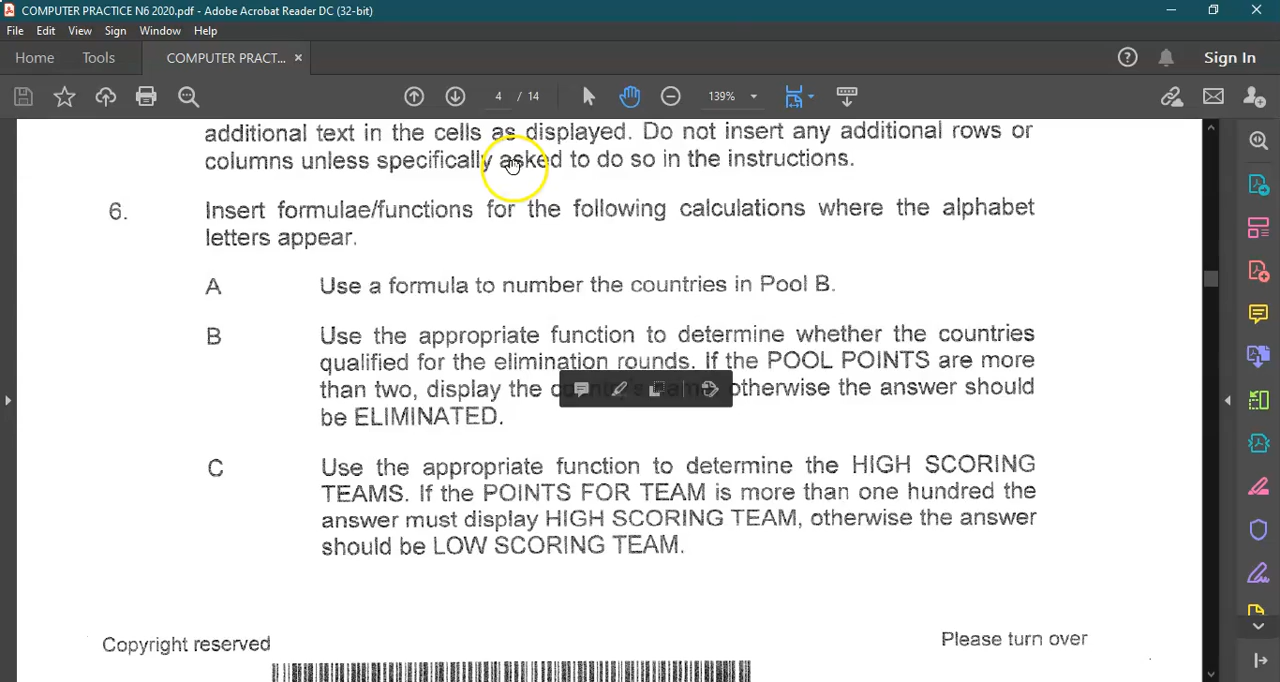 COMPUTER PRACTICE N6 2020.pdf - Adobe Acrobat Reader DC (32-bit)
File Edit View Sign Window Help
Home Tools COMPUTER PRACT... × Sign In
4 / 14 139%
additional text in the cells as displayed. Do not insert any additional rows or
columns unless specifically asked to do so in the instructions.
6. Insert formulae/functions for the following calculations where the alphabet
letters appear.
A Use a formula to number the countries in Pool B.
B Use the appropriate function to determine whether the countries
qualified for the elimination rounds. If the POOL POINTS are more
than two, display the otherwise the answer should
be ELIMINATED.
C Use the appropriate function to determine the HIGH SCORING
TEAMS. If the POINTS FOR TEAM is more than one hundred the
answer must display HIGH SCORING TEAM, otherwise the answer
should be LOW SCORING TEAM.
Copyright reserved Please turn over